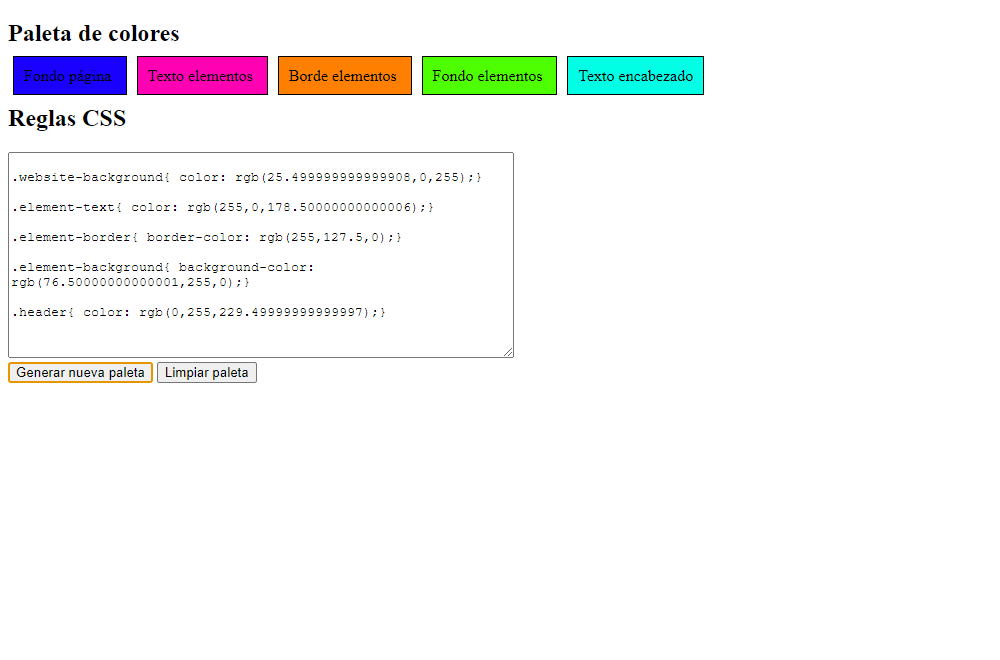 Paleta de colores
Fondo página Texto elementos Borde elementos Fondo elementos Texto encabezado
Reglas CSS
.website-background{ color: rgb(25.499999999999908,0,255);}
.element-text{ color: rgb(255,0,178.50000000000006);}
.element-border{ border-color: rgb(255,127.5,0);}
.element-background{ background-color:
rgb(76.50000000000001,255,0);}
.header{ color: rgb(0,255,229.49999999999997);}
Generar nueva paleta Limpiar paleta